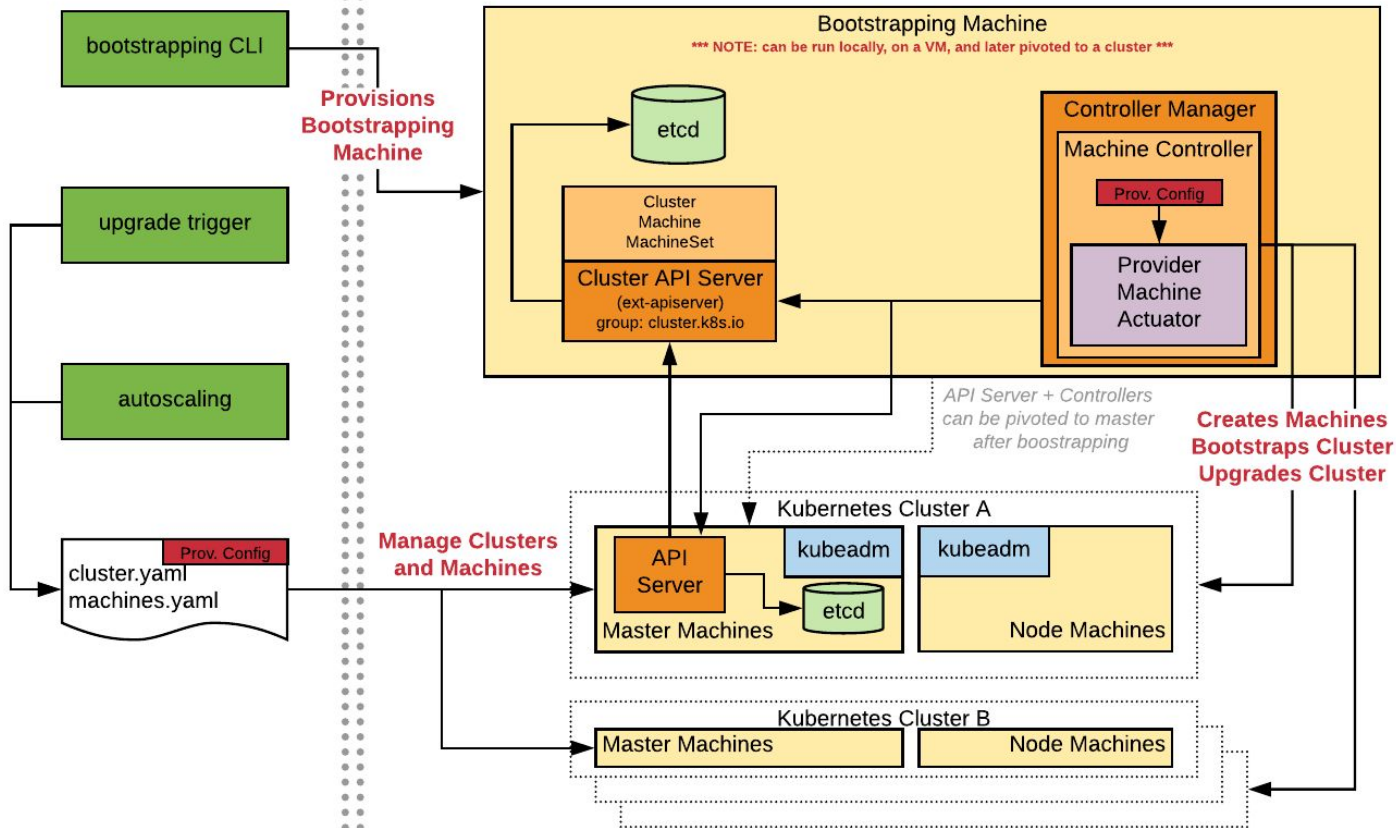 bootstrapping CLI
upgrade trigger
autoscaling
Prov. Config
cluster.yaml
machines.yaml
Provisions
Bootstrapping
Machine
Manage Clusters
and Machines
Bootstrapping Machine
*** NOTE: can be run locally, on a VM, and later pivoted to a cluster ***
etcd
Cluster
Machine
MachineSet
Cluster API Server
(ext-apiserver)
group: cluster.k8s.io
Controller Manager
Machine Controller
Prov. Config
Provider
Machine
Actuator
API Server + Controllers
can be pivoted to master
after boostrapping
Creates Machines
Bootstraps Cluster
Upgrades Cluster
Kubernetes Cluster A
API
Server
kubeadm
etcd
Master Machines
kubeadm
Node Machines
Kubernetes Cluster B
Master Machines
Node Machines